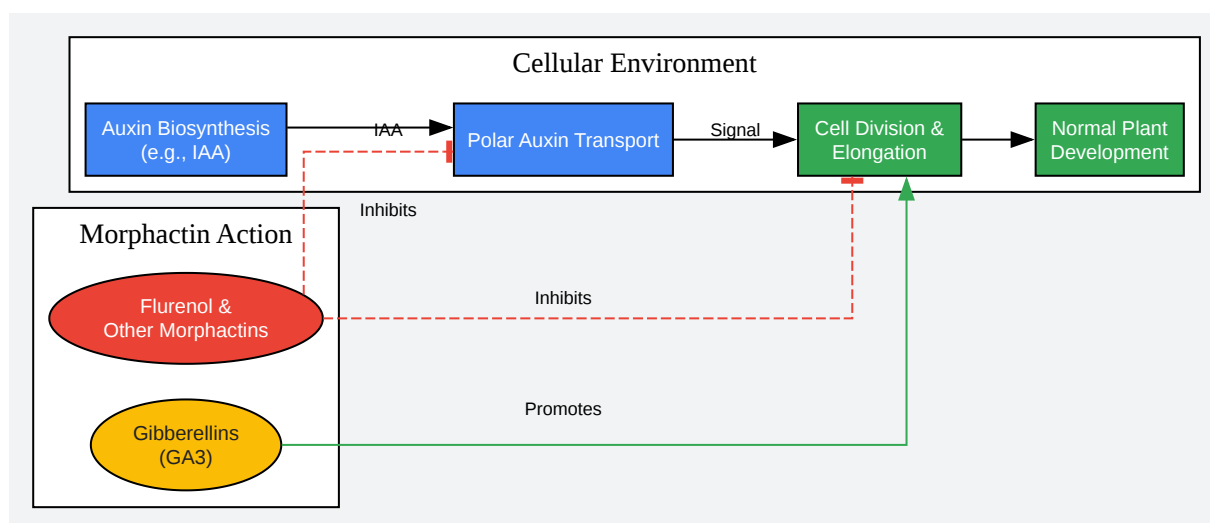 Cellular Environment
Auxin Biosynthesis
(e.g., IAA)
IAA
Polar Auxin Transport
Signal
Cell Division &
Elongation
Normal Plant
Development
Inhibits
Morphactin Action
Flurenol &
Other Morphactins
Inhibits
Promotes
Gibberellins
(GA3)